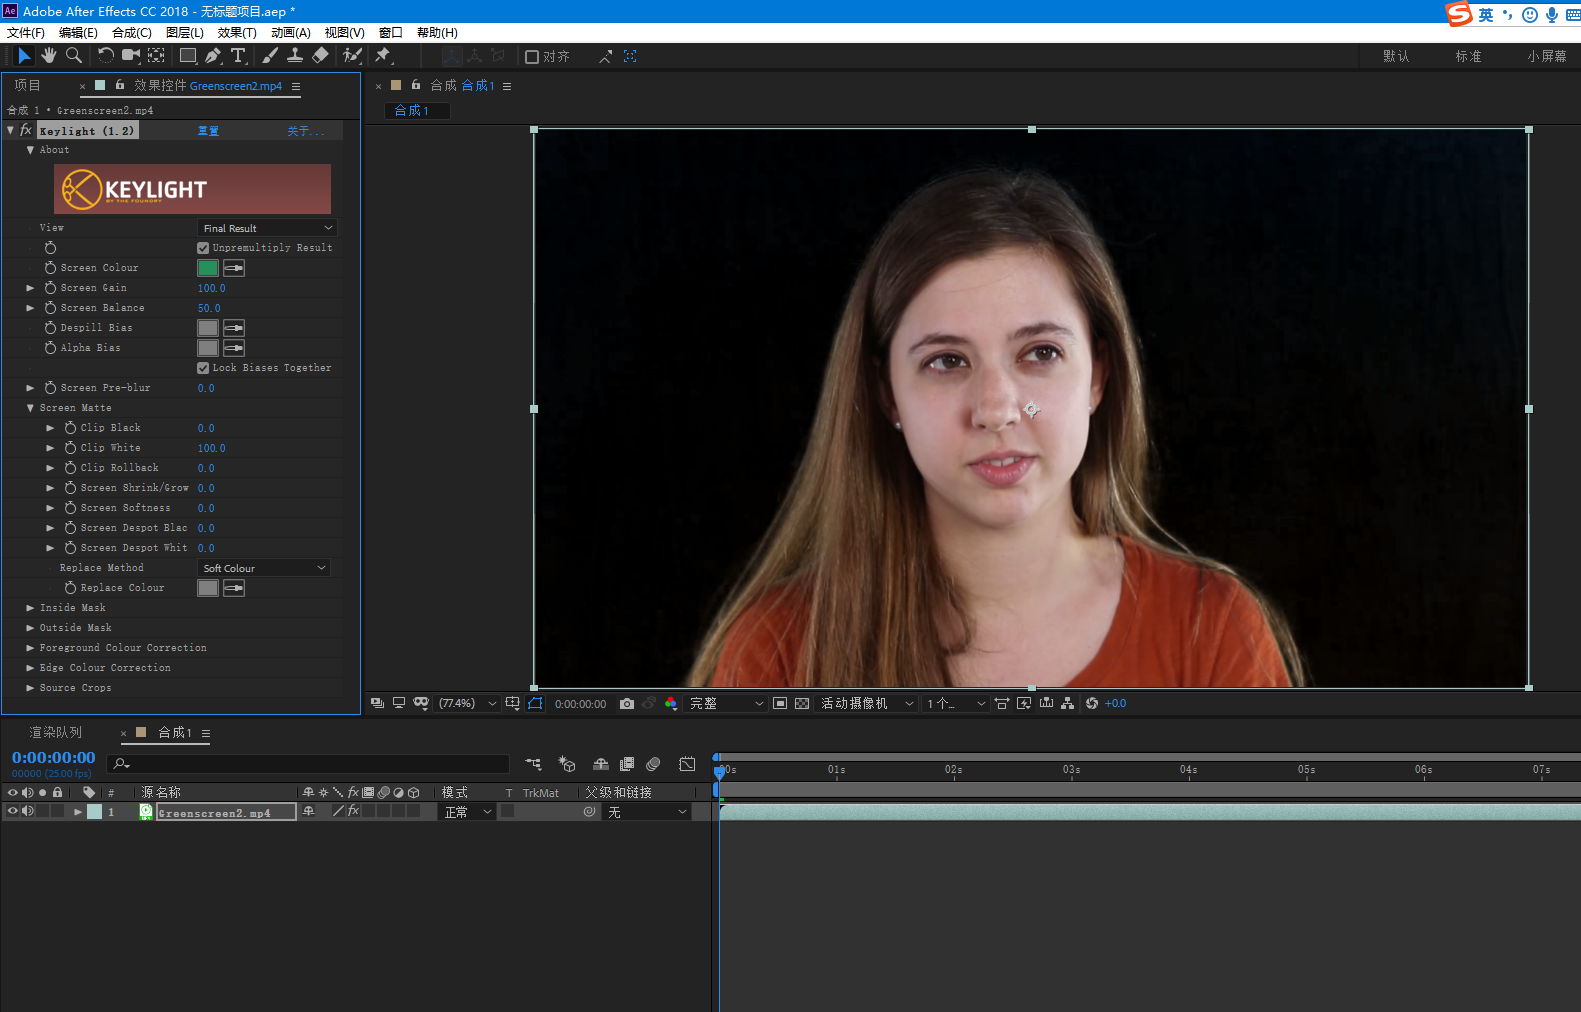 Ae Adobe After Effects CC 2018 - 无标题项目.aep *
英
文件(F) 编辑(E) 合成(C) 图层(L) 效果(T) 动画(A) 视图(V) 窗口 帮助(H)
对齐 默认 标准 小屏幕
项目 × 效果控件 Greenscreen2.mp4
× 合成 合成1
合成 1 • Greenscreen2.mp4
合成1
fx Keylight (1.2) 重置 关于...
About
KEYLIGHT
BY THE FOUNDRY
View Final Result
Unpremultiply Result
Screen Colour
Screen Gain 100.0
Screen Balance 50.0
Despill Bias
Alpha Bias
Lock Biases Together
Screen Pre-blur 0.0
Screen Matte
Clip Black 0.0
Clip White 100.0
Clip Rollback 0.0
Screen Shrink/Grow 0.0
Screen Softness 0.0
Screen Despot Blac 0.0
Screen Despot Whit 0.0
Replace Method Soft Colour
Replace Colour
Inside Mask
Outside Mask
Foreground Colour Correction
Edge Colour Correction
Source Crops
(77.4%) 0:00:00:00 完整 活动摄像机 1个... +0.0
渲染队列 × 合成1
0:00:00:00
00000 (25.00 fps)
00s 01s 02s 03s 04s 05s 06s 07s
# 源名称 fx 模式 T TrkMat 父级和链接
1 Greenscreen2.mp4 fx 正常 无